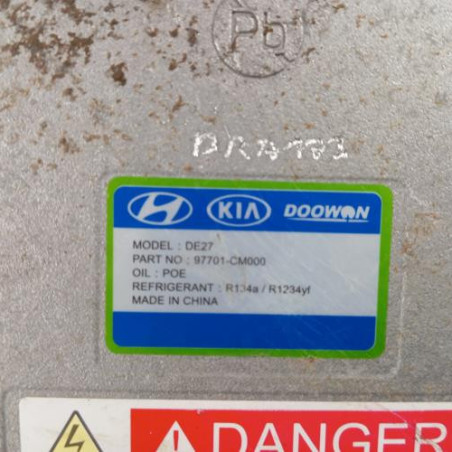 Pb
HYUNDAI KIA DOOWON
MODEL : DE27
PART NO : 97701-CM000
OIL : POE
REFRIGERANT : R134a / R1234yf
MADE IN CHINA
DANGER